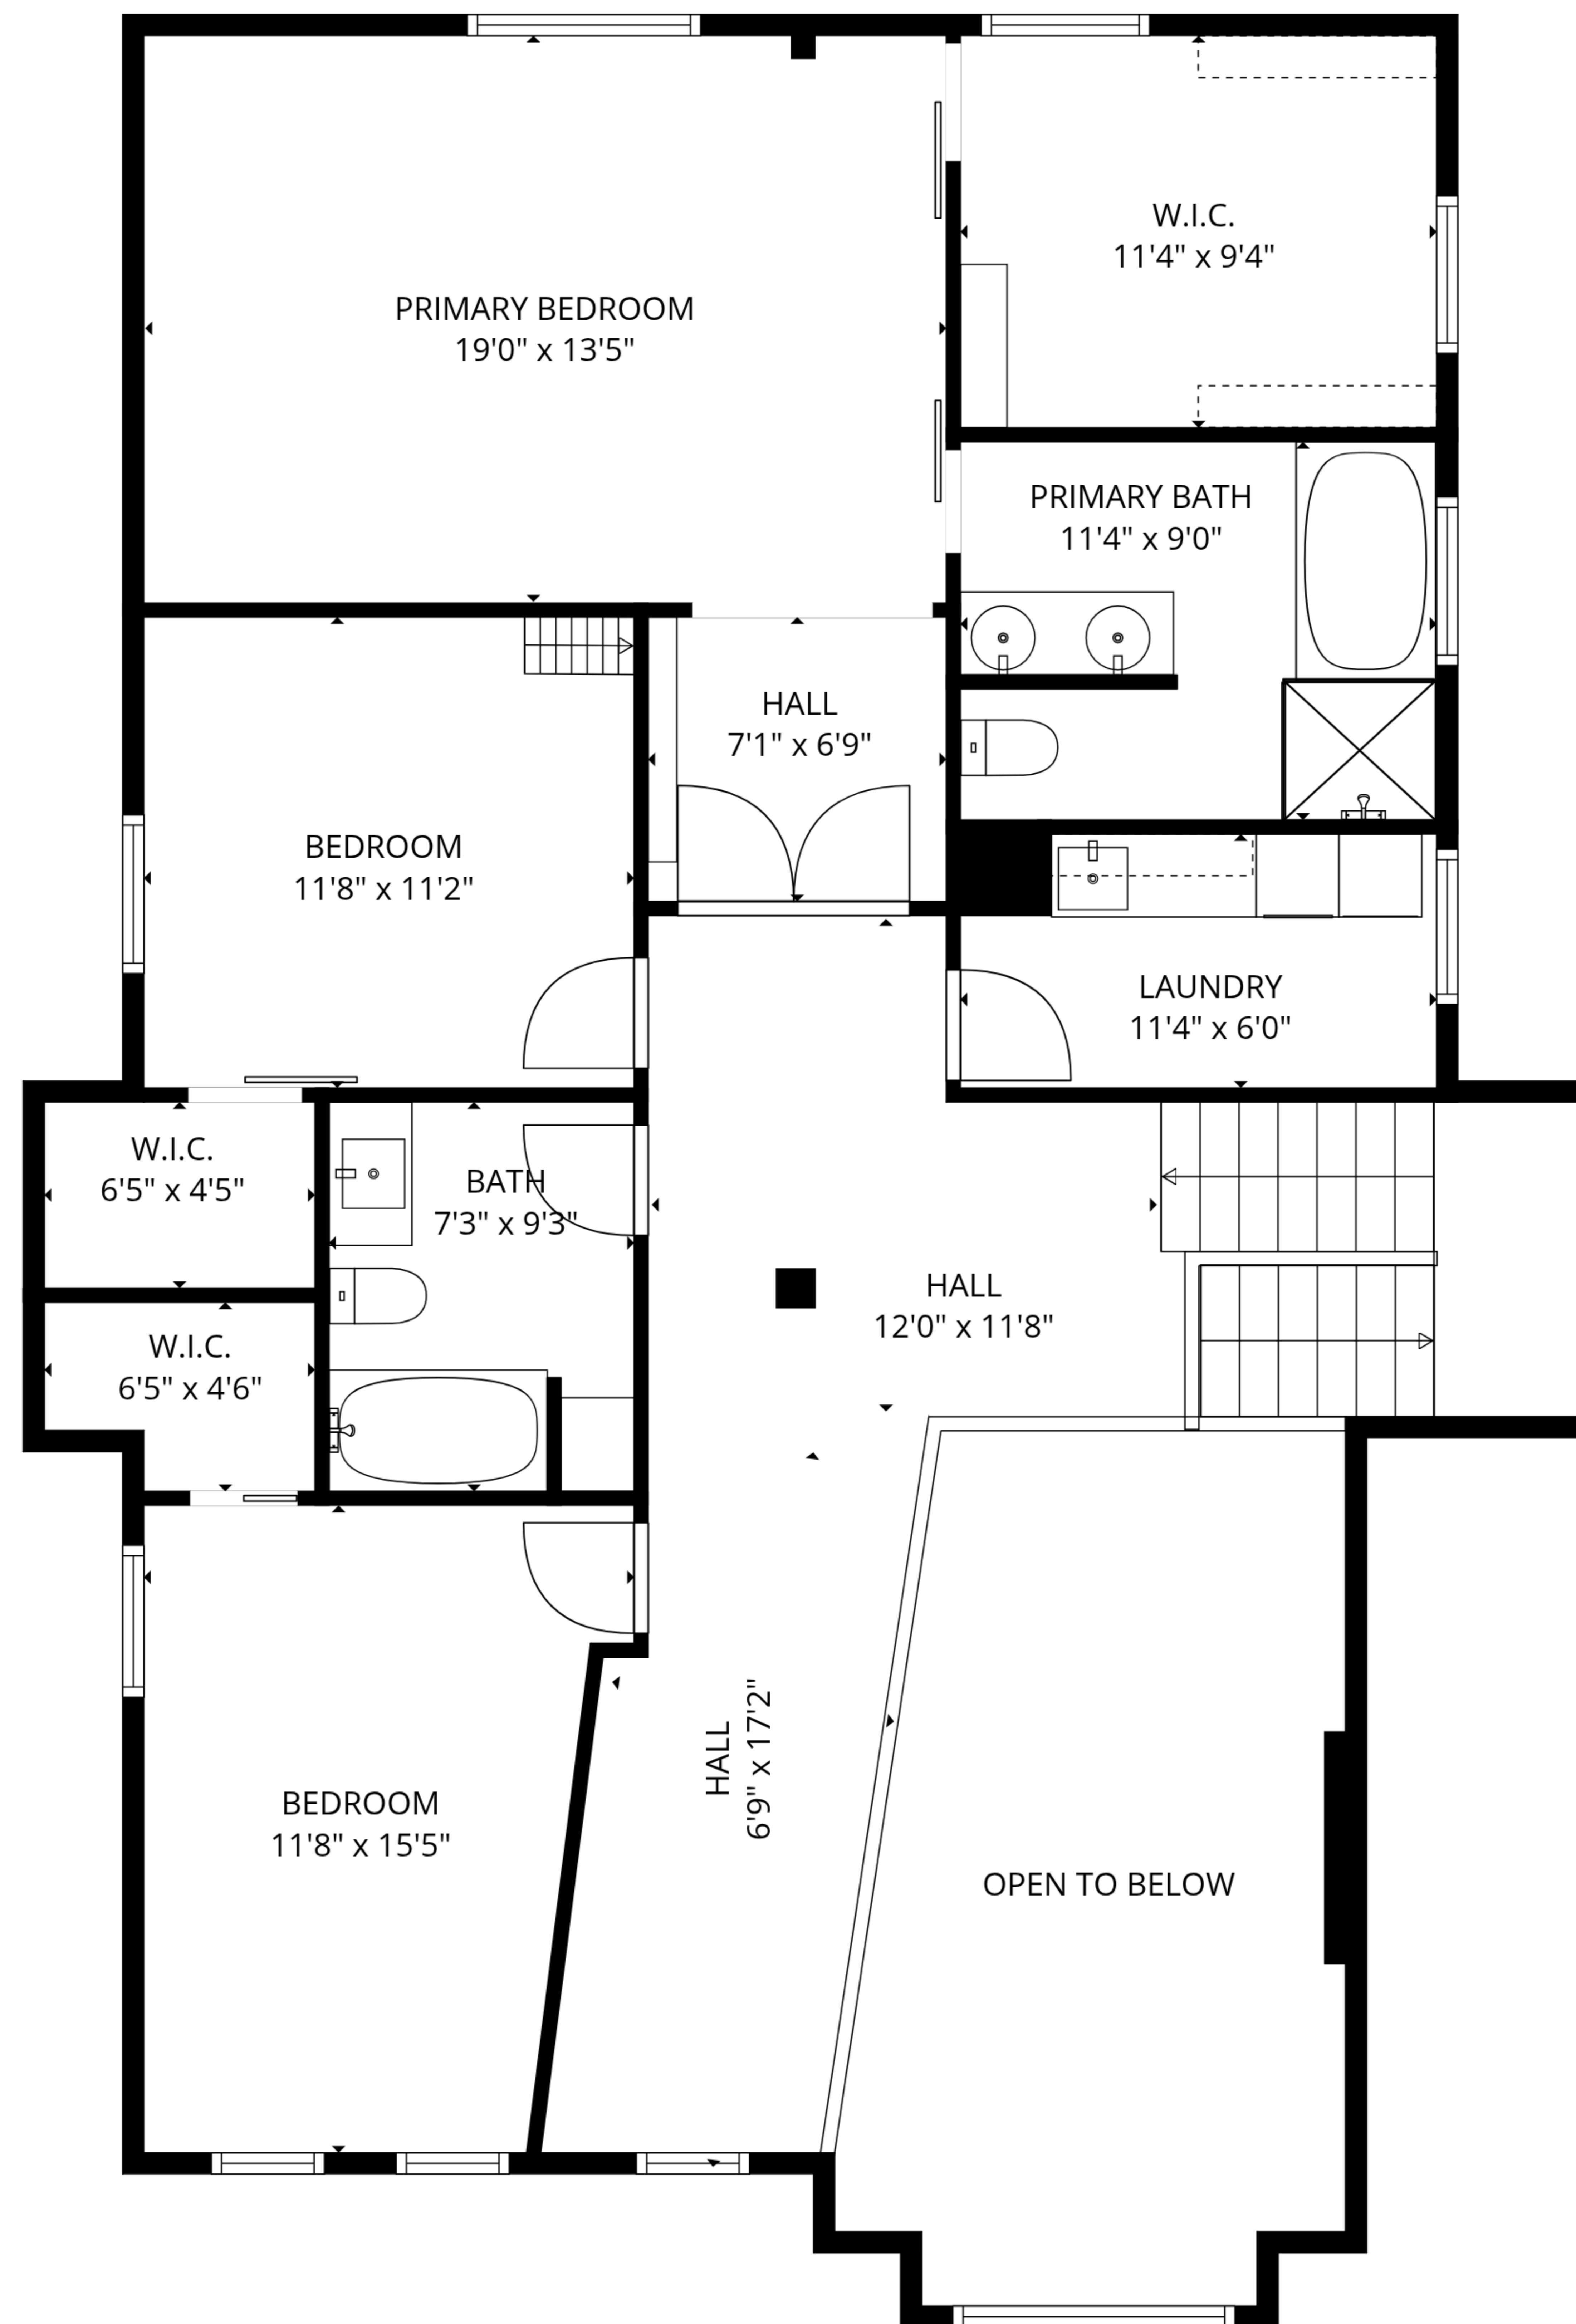 W.I.C.
11'4" x 9'4"
PRIMARY BEDROOM
19'0" x 13'5"
PRIMARY BATH
11'4" x 9'0"
HALL
7'1" x 6'9"
BEDROOM
11'8" x 11'2"
LAUNDRY
11'4" x 6'0"
W.I.C.
6'5" x 4'5"
BATH
7'3" x 9'3"
HALL
12'0" x 11'8"
W.I.C.
6'5" x 4'6"
HALL
6'9" x 17'2"
BEDROOM
11'8" x 15'5"
OPEN TO BELOW